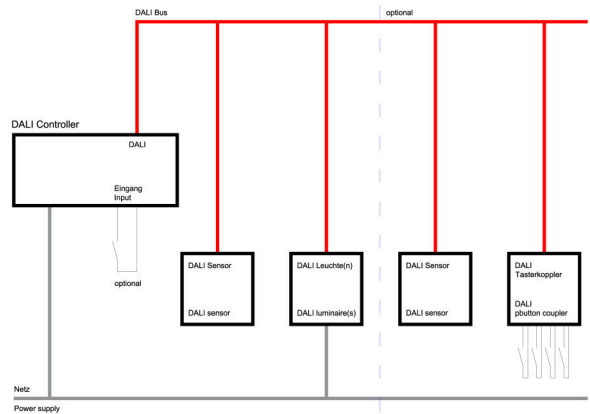 DALI Bus
optional
DALI Controller
DALI
Eingang
Input
optional
DALI Sensor
DALI sensor
DALI Leuchte(n)
DALI luminaire(s)
DALI Sensor
DALI sensor
DALI
Tasterkoppler
DALI
pbutton coupler
Netz
Power supply